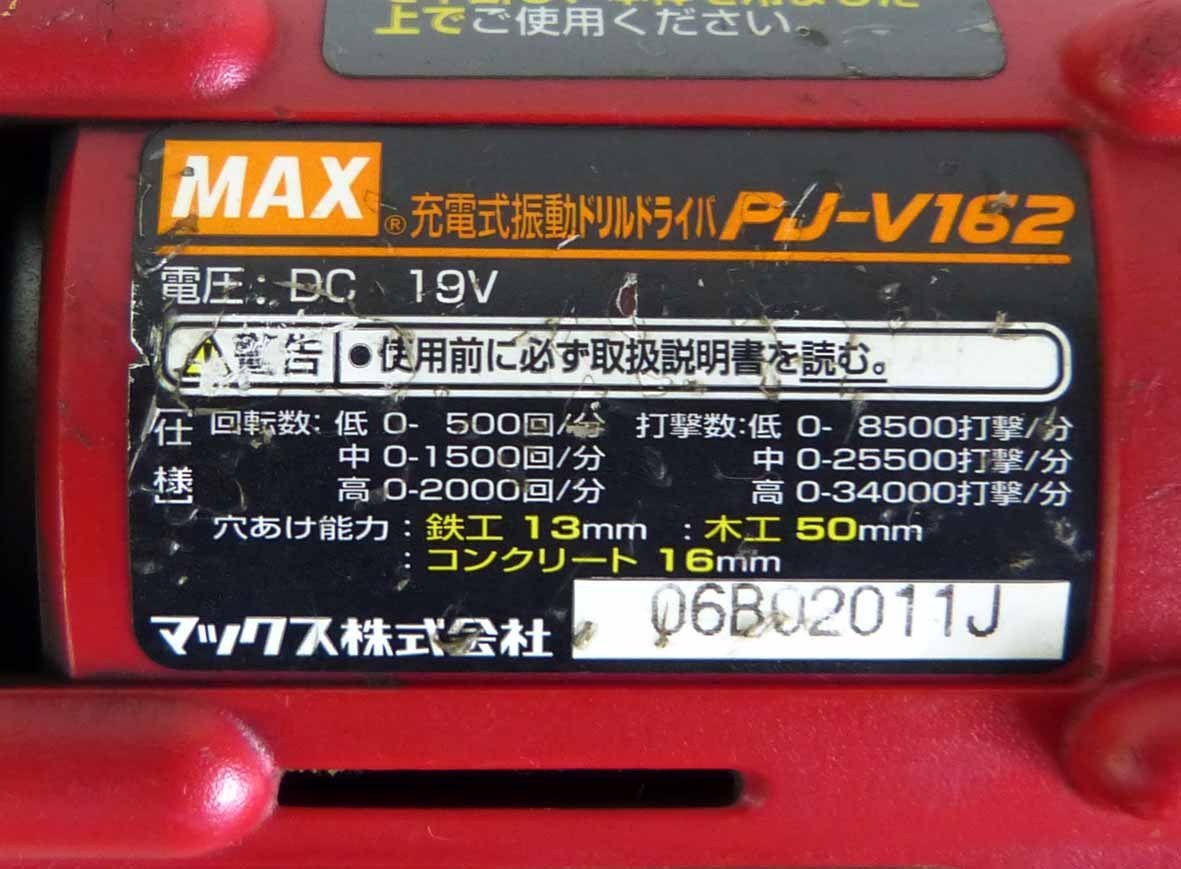 上でご使用ください。
MAX® 充電式振動ドリルドライバ PJ-V162
電圧: DC 19V
警告 ●使用前に必ず取扱説明書を読む。
[仕様] 回転数: 低 0- 500回/分 打撃数: 低 0- 8500打撃/分
中 0-1500回/分 中 0-25500打撃/分
高 0-2000回/分 高 0-34000打撃/分
穴あけ能力 : 鉄工 13mm : 木工 50mm
: コンクリート 16mm
マックス株式会社 06B02011J